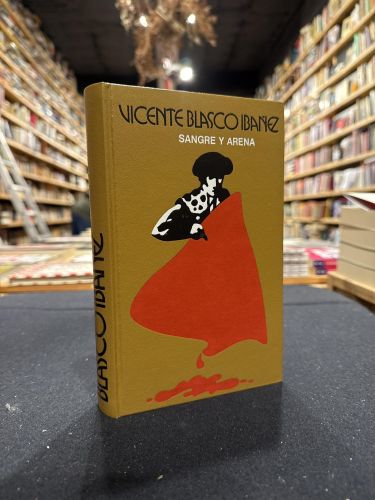 VICENTE BLASCO IBAÑEZ
SANGRE Y ARENA
BLASCO IBAÑEZ